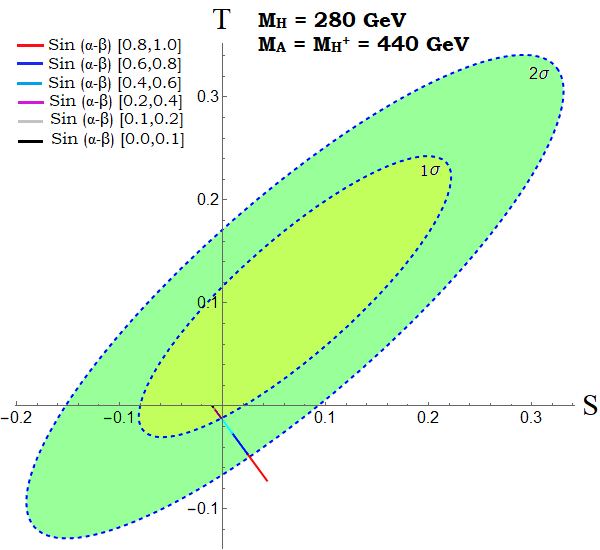 T
M_H = 280 GeV
M_A = M_H⁺ = 440 GeV
Sin (α-β) [0.8,1.0]
Sin (α-β) [0.6,0.8]
Sin (α-β) [0.4,0.6]
Sin (α-β) [0.2,0.4]
Sin (α-β) [0.1,0.2]
Sin (α-β) [0.0,0.1]
2σ
0.3
1σ
0.2
0.1
S
−0.2
−0.1
0.1
0.2
0.3
−0.1